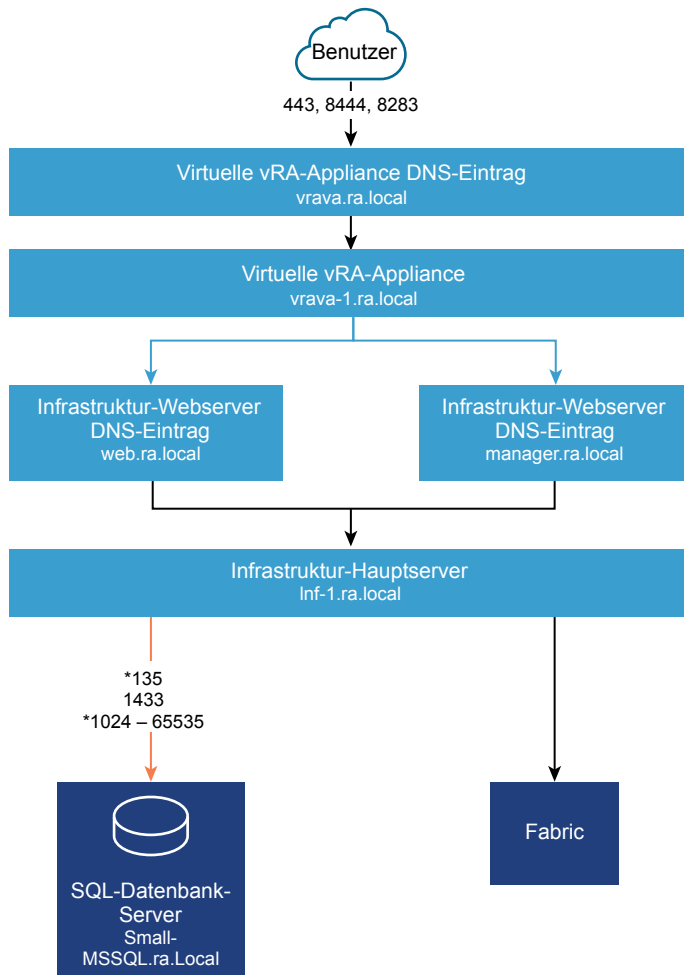 Benutzer
443, 8444, 8283
Virtuelle vRA-Appliance DNS-Eintrag
vrava.ra.local
Virtuelle vRA-Appliance
vrava-1.ra.local
Infrastruktur-Webserver
DNS-Eintrag
web.ra.local
Infrastruktur-Webserver
DNS-Eintrag
manager.ra.local
Infrastruktur-Hauptserver
Inf-1.ra.local
*135
1433
*1024 – 65535
SQL-Datenbank-
Server
Small-
MSSQL.ra.Local
Fabric